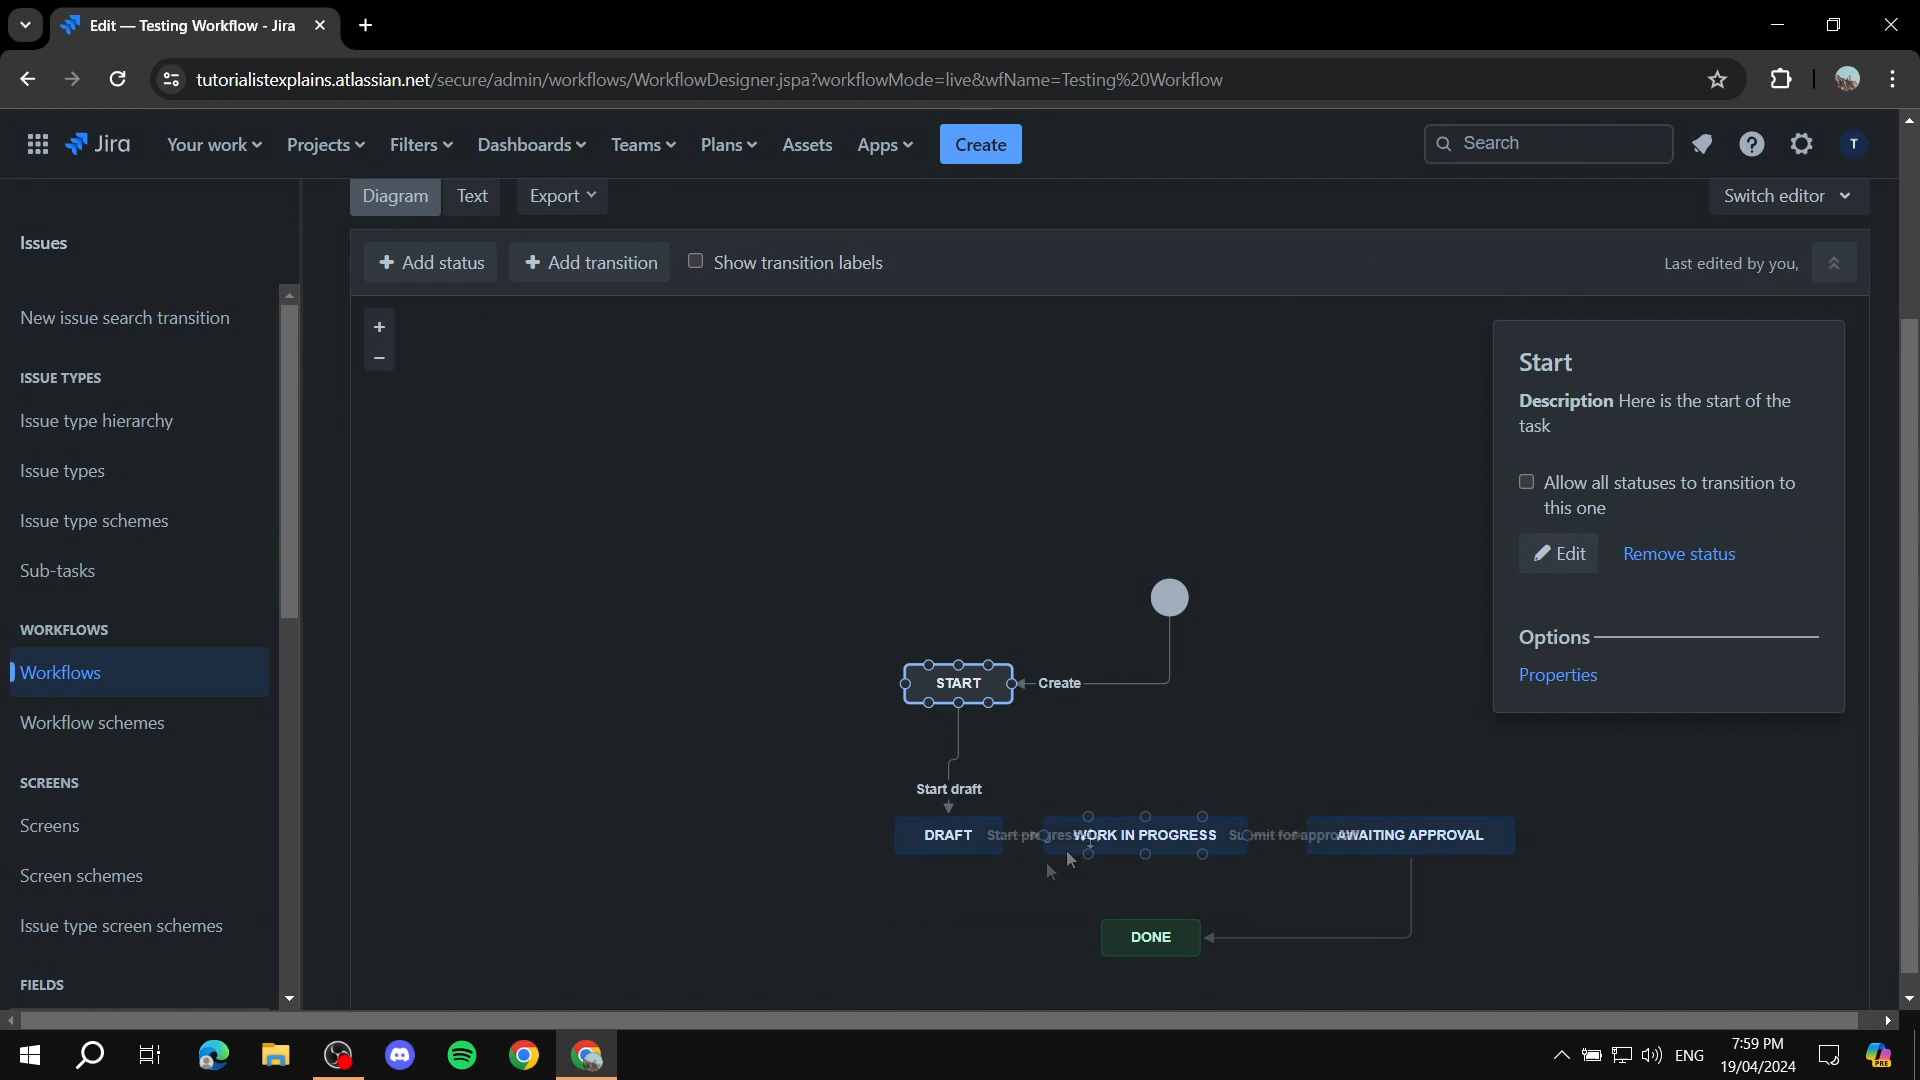 Edit — Testing Workflow - Jira
tutorialistexplains.atlassian.net/secure/admin/workflows/WorkflowDesigner.jspa?workflowMode=live&wfName=Testing%20Workflow
Jira
Your work
Projects
Filters
Dashboards
Teams
Plans
Assets
Apps
Create
Search
T
Diagram
Text
Export
Switch editor
Issues
Add status
Add transition
Show transition labels
Last edited by you,
New issue search transition
ISSUE TYPES
Issue type hierarchy
Issue types
Issue type schemes
Sub-tasks
WORKFLOWS
Workflows
Workflow schemes
SCREENS
Screens
Screen schemes
Issue type screen schemes
FIELDS
Start
Description Here is the start of the
task
Allow all statuses to transition to
this one
Edit
Remove status
Options
Properties
START
Create
Start draft
DRAFT
Start progress
WORK IN PROGRESS
Submit for approval
AWAITING APPROVAL
DONE
ENG
7:59 PM
19/04/2024
PRE